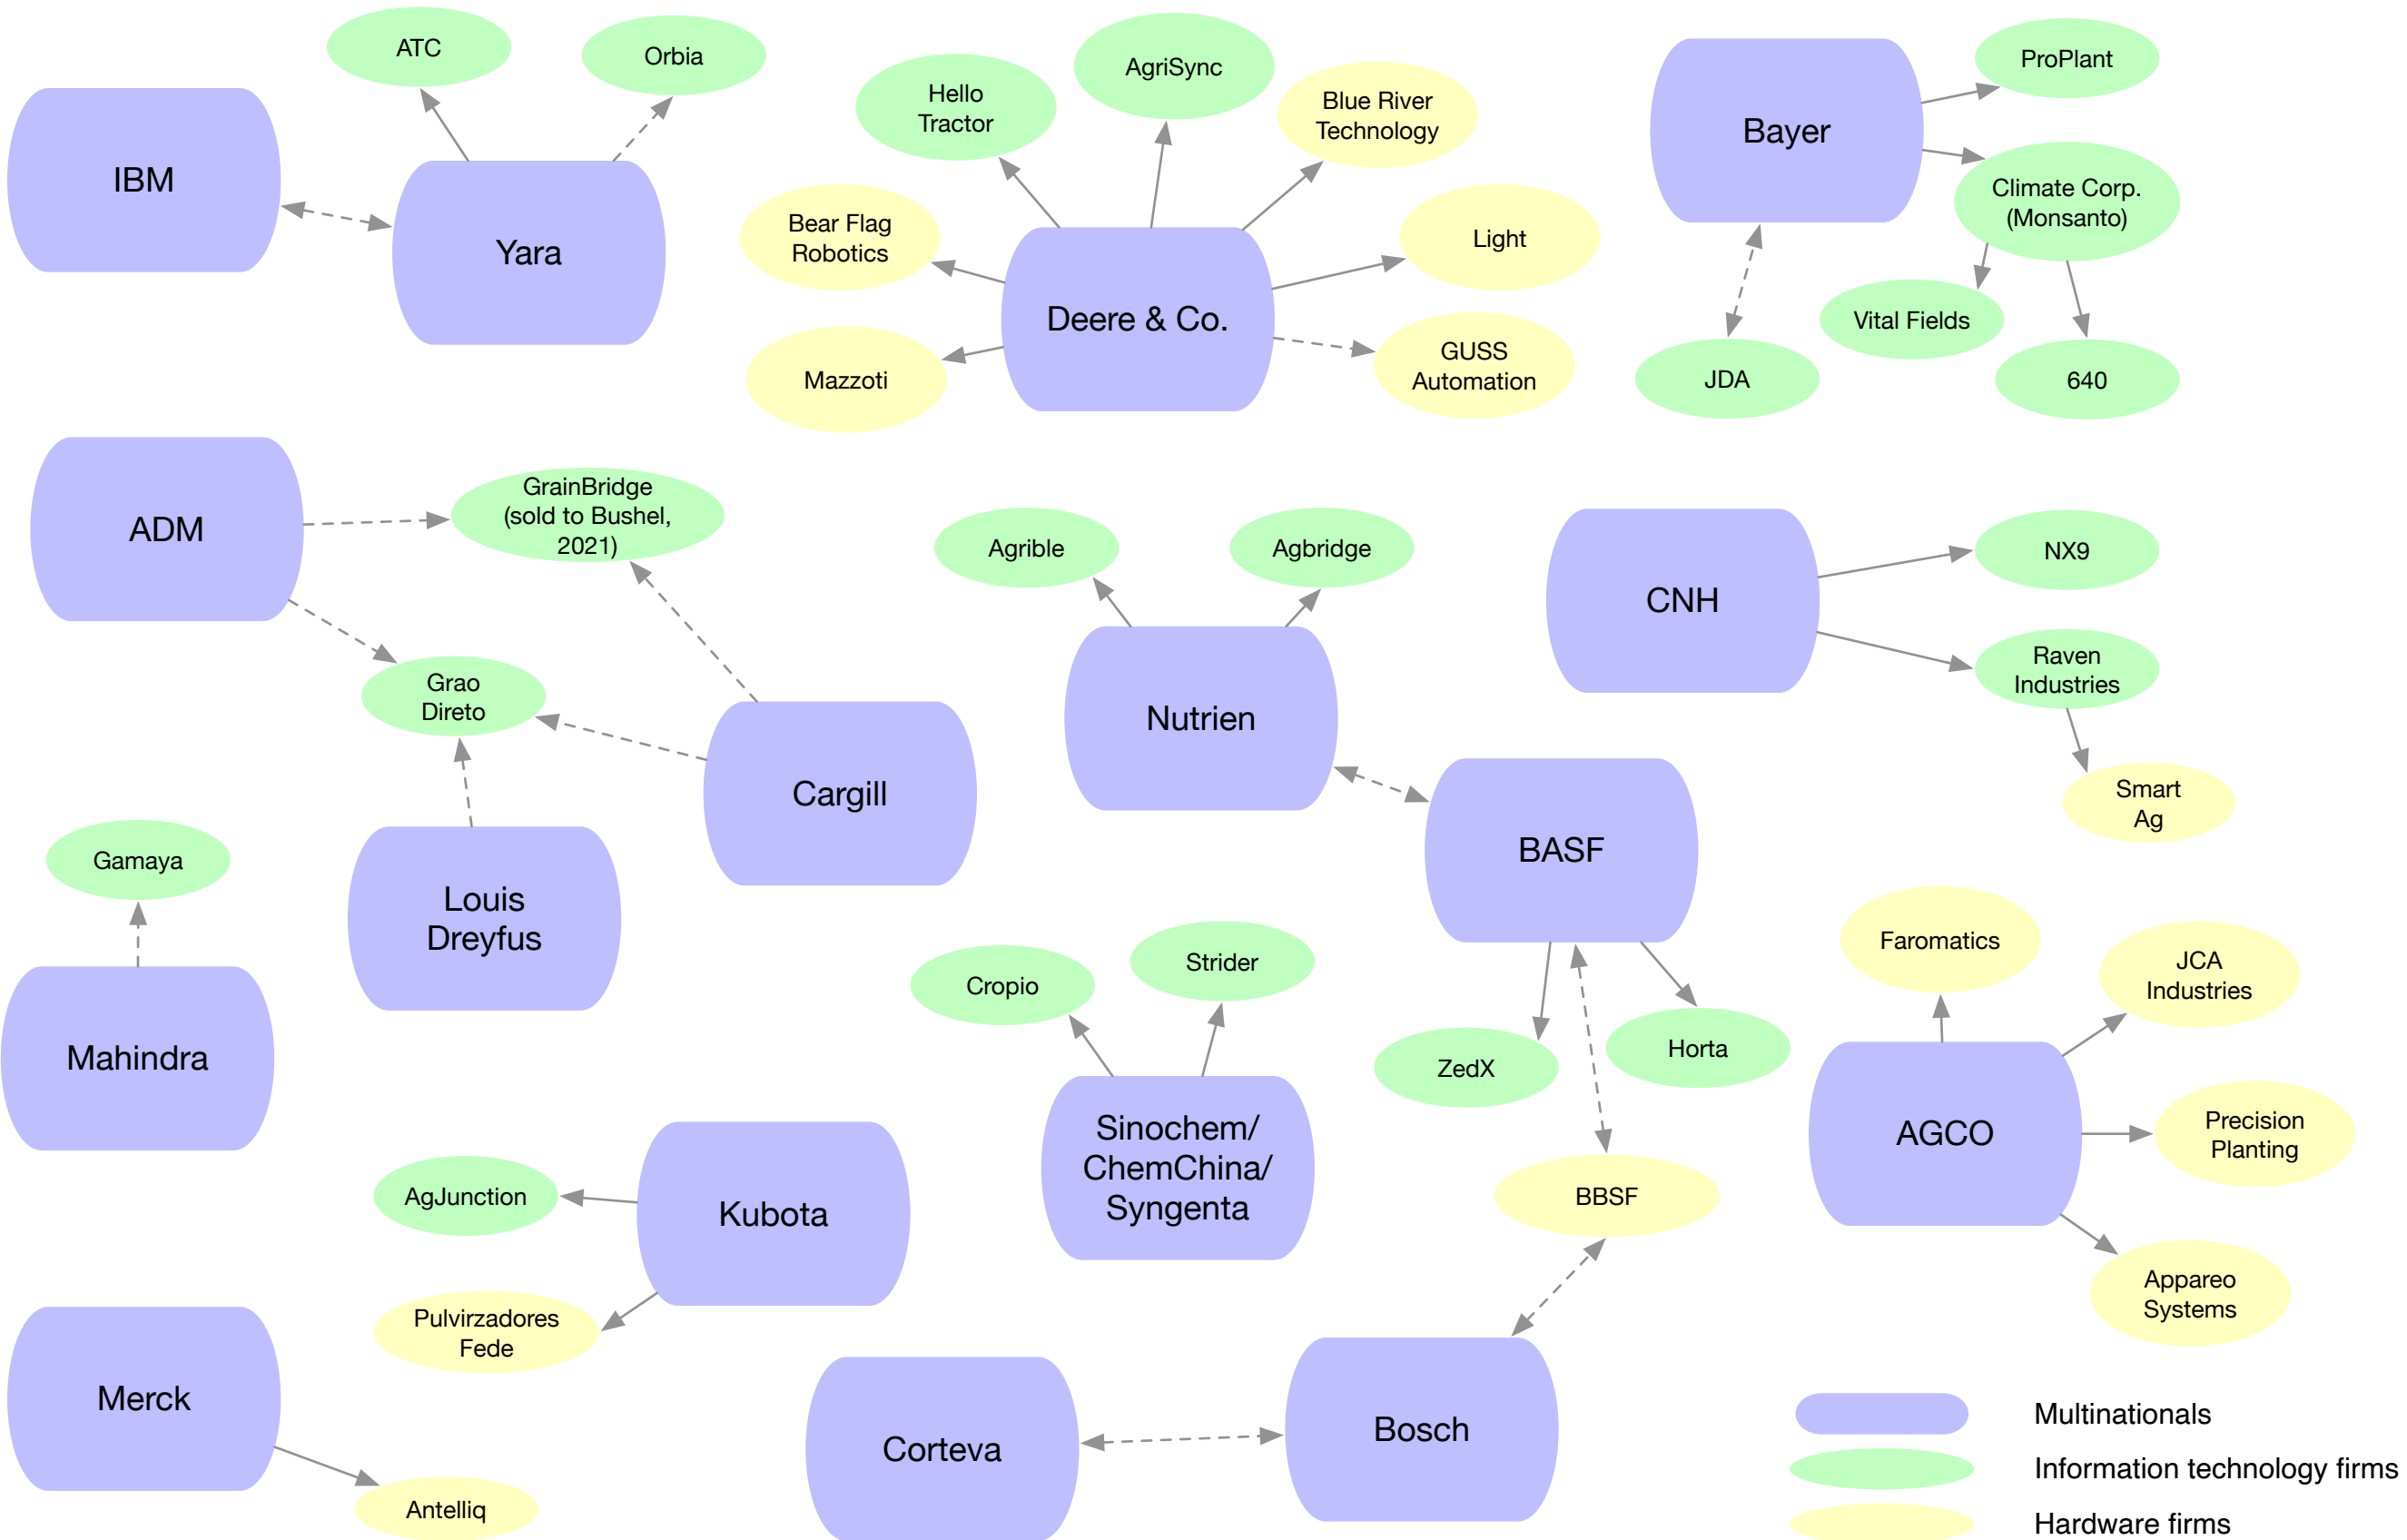 ATC
Orbia
IBM
Yara
Hello
Tractor
AgriSync
Blue River
Technology
Bear Flag
Robotics
Light
Deere & Co.
Mazzoti
GUSS
Automation
Bayer
ProPlant
Climate Corp.
(Monsanto)
Vital Fields
JDA
640
ADM
GrainBridge
(sold to Bushel,
2021)
Grao
Direto
Cargill
Louis
Dreyfus
Gamaya
Mahindra
Agrible
Agbridge
Nutrien
CNH
NX9
Raven
Industries
Smart
Ag
BASF
ZedX
Horta
Cropio
Strider
Sinochem/
ChemChina/
Syngenta
Faromatics
JCA
Industries
AGCO
Precision
Planting
Appareo
Systems
AgJunction
Kubota
Pulvirzadores
Fede
BBSF
Merck
Antelliq
Corteva
Bosch
Multinationals
Information technology firms
Hardware firms